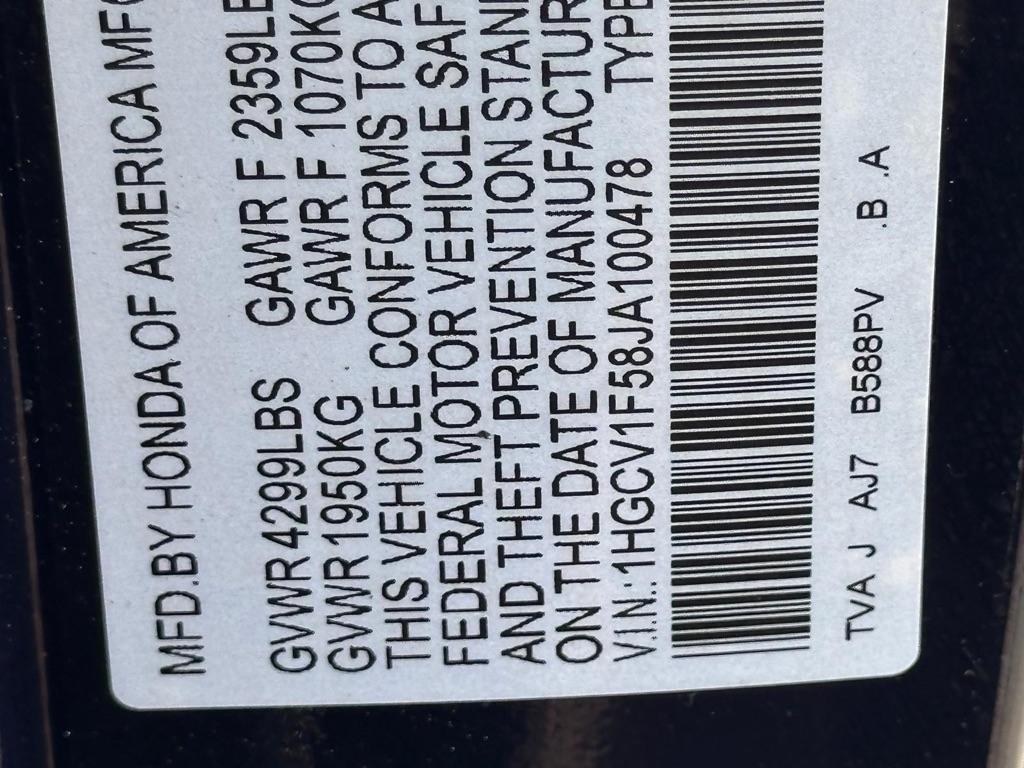 MFD.BY HONDA OF AMERICA MFG
GVWR 4299LBS GAWR F 2359LB
GVWR 1950KG GAWR F 1070KG
THIS VEHICLE CONFORMS TO A
FEDERAL MOTOR VEHICLE SAF
AND THEFT PREVENTION STAN
ON THE DATE OF MANUFACTUR
V.I.N.:1HGCV1F58JA100478 TYPE
TVA J AJ7 B588PV .B .A